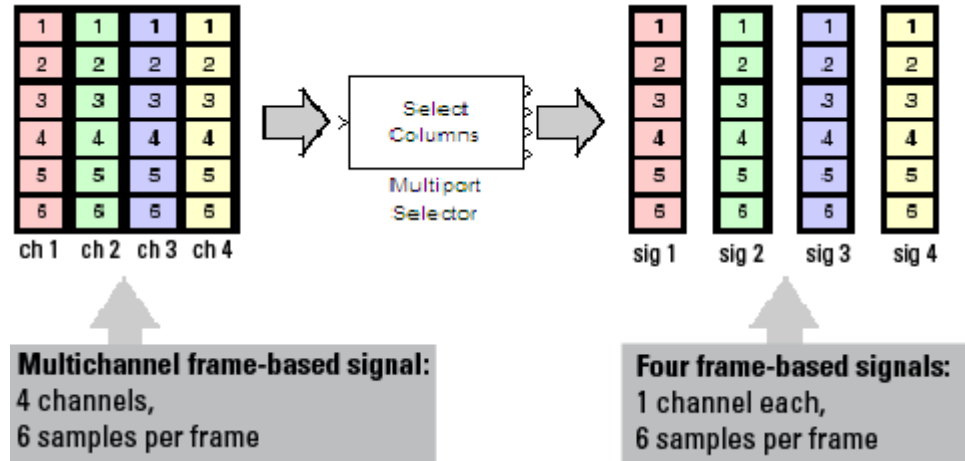 1 1 1 1 1 1 1 1
2 2 2 2 2 2 2 2
3 3 3 3 3 3 3 3
4 4 4 4 4 4 4 4
5 5 5 5 5 5 5 5
6 6 6 6 6 6 6 6
Select
Columns
Multiport
Selector
ch 1 ch 2 ch 3 ch 4
sig 1 sig 2 sig 3 sig 4
Multichannel frame-based signal:
4 channels,
6 samples per frame
Four frame-based signals:
1 channel each,
6 samples per frame